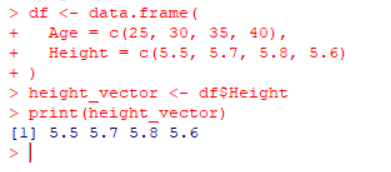 > df <- data.frame(
+   Age = c(25, 30, 35, 40),
+   Height = c(5.5, 5.7, 5.8, 5.6)
+ )
> height_vector <- df$Height
> print(height_vector)
[1] 5.5 5.7 5.8 5.6
>